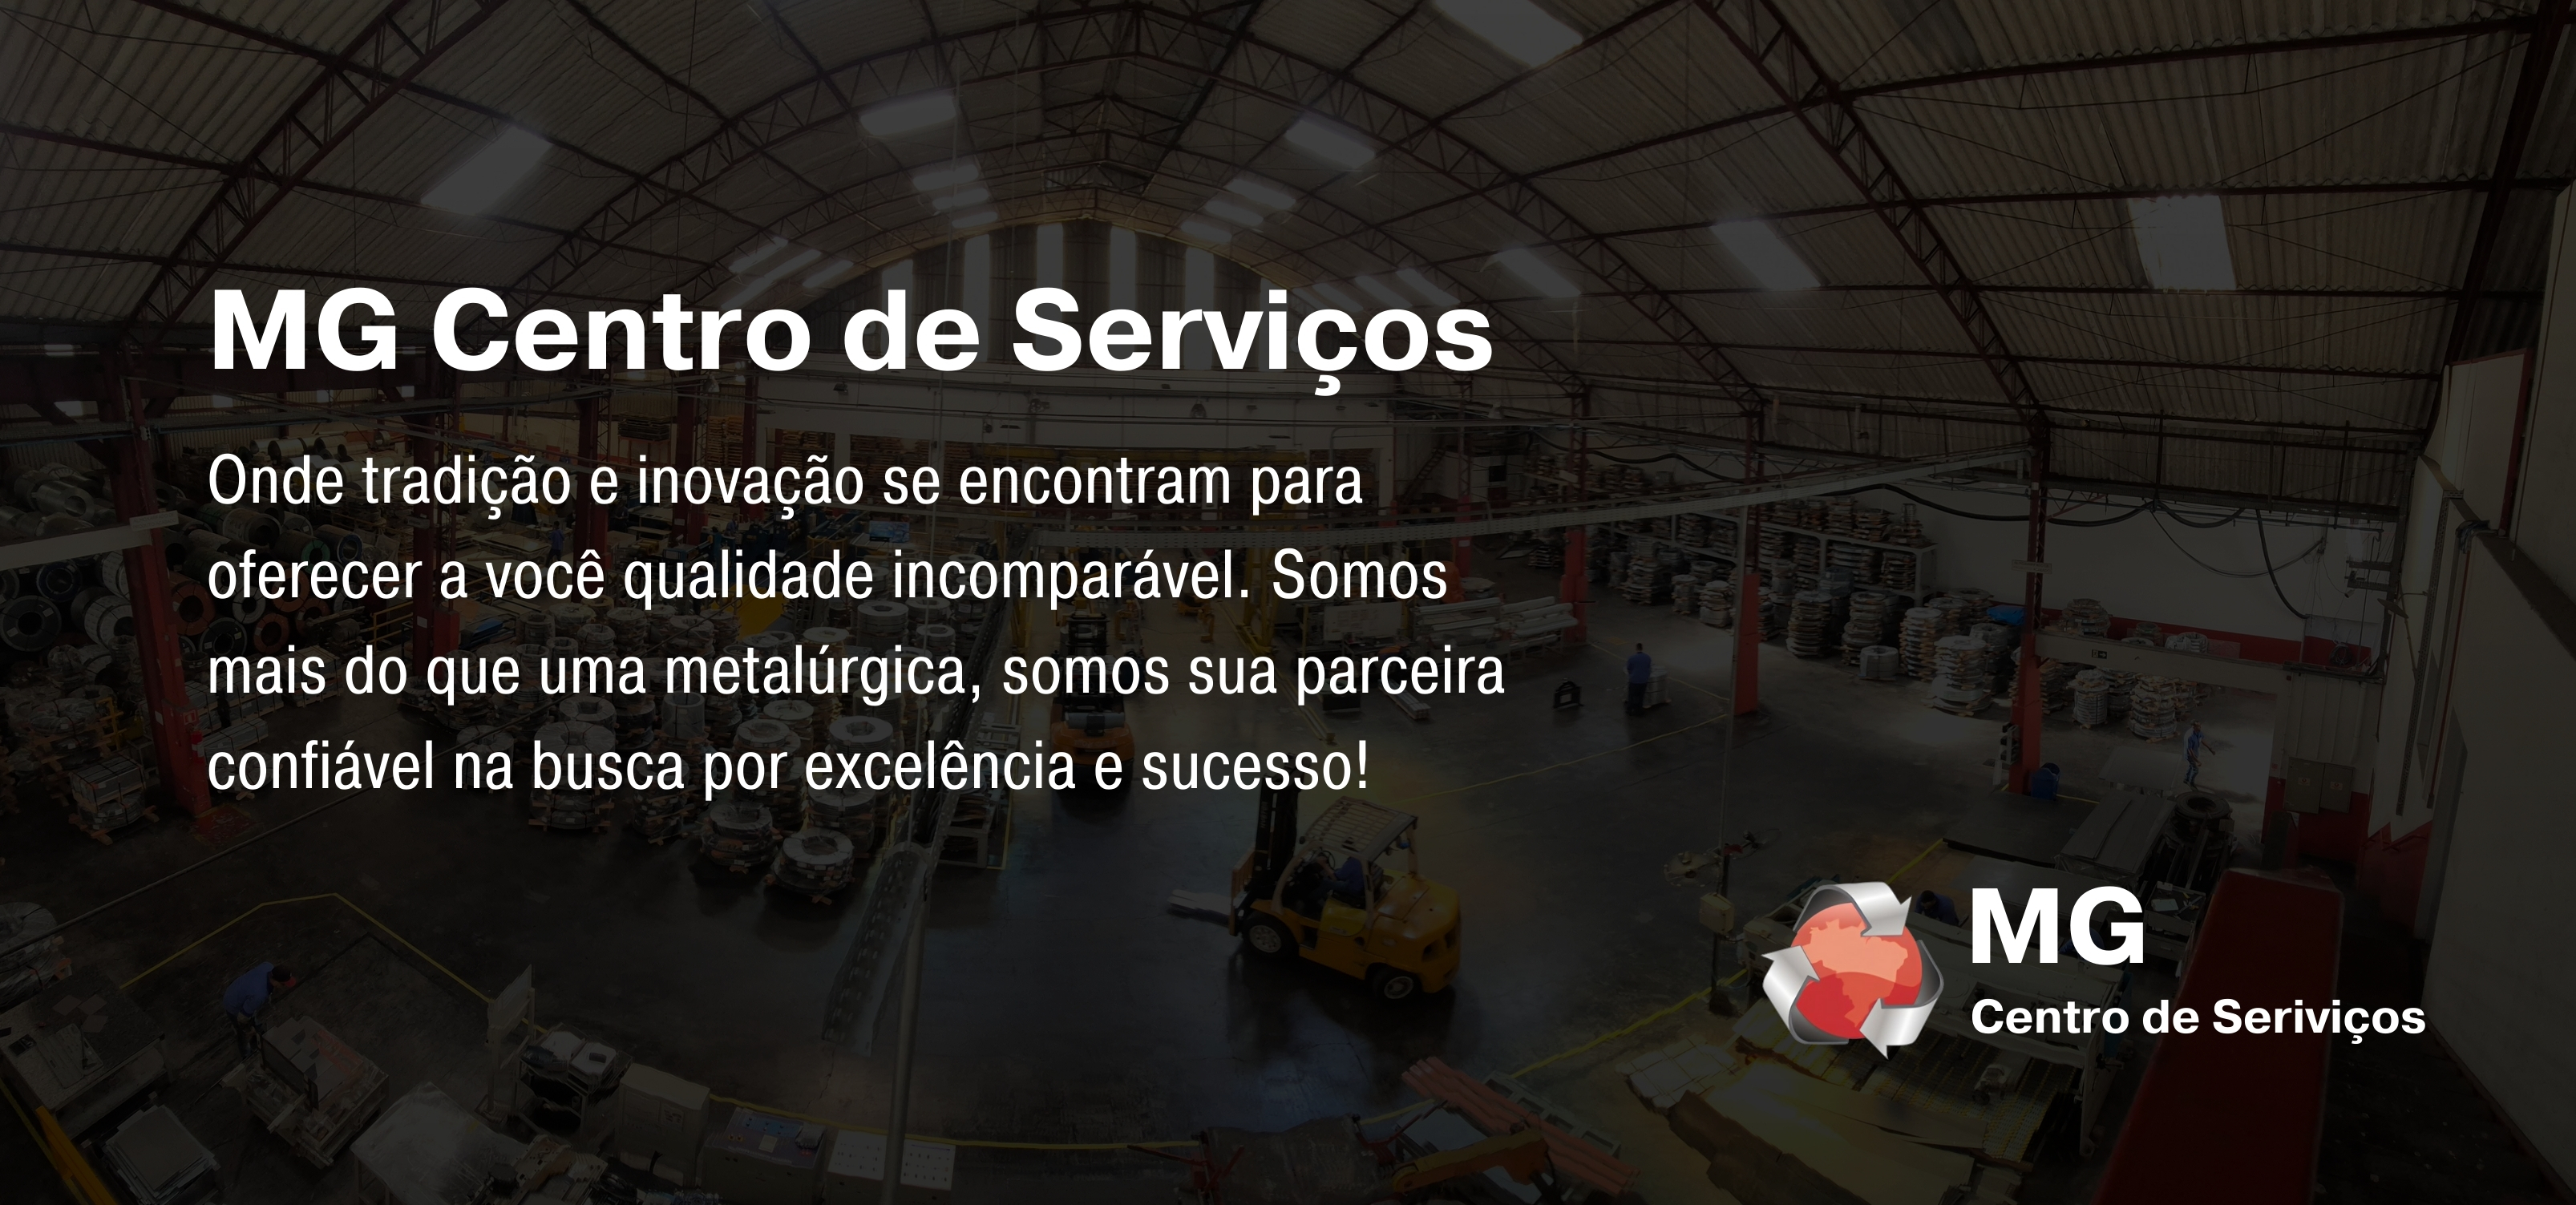 MG Centro de Serviços
Onde tradição e inovação se encontram para
oferecer a você qualidade incomparável. Somos
mais do que uma metalúrgica, somos sua parceira
confiável na busca por excelência e sucesso!
MG
Centro de Seriviços